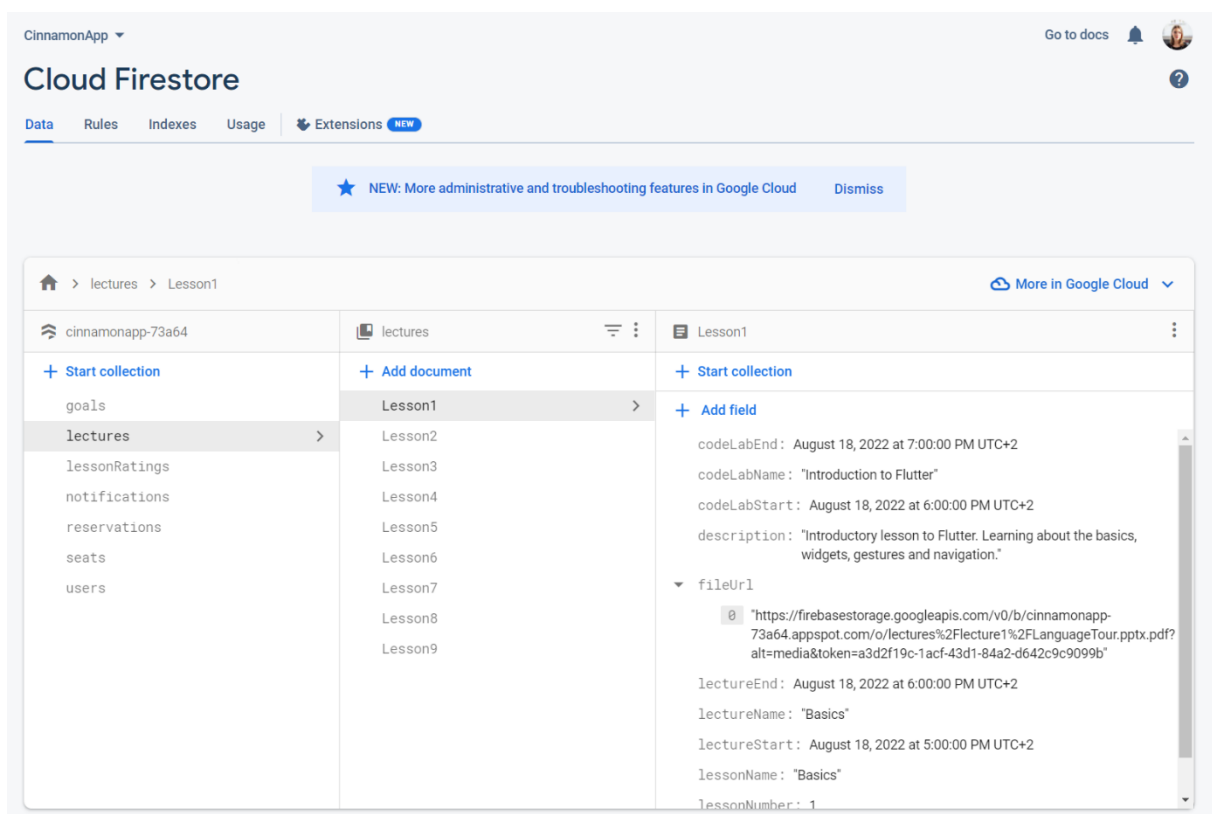 CinnamonApp
Go to docs
Cloud Firestore
Data Rules Indexes Usage Extensions NEW
NEW: More administrative and troubleshooting features in Google Cloud Dismiss
lectures > Lesson1
More in Google Cloud
cinnamonapp-73a64
+ Start collection
goals
lectures
lessonRatings
notifications
reservations
seats
users
lectures
+ Add document
Lesson1
Lesson2
Lesson3
Lesson4
Lesson5
Lesson6
Lesson7
Lesson8
Lesson9
Lesson1
+ Start collection
+ Add field
codeLabEnd: August 18, 2022 at 7:00:00 PM UTC+2
codeLabName: "Introduction to Flutter"
codeLabStart: August 18, 2022 at 6:00:00 PM UTC+2
description: "Introductory lesson to Flutter. Learning about the basics,
widgets, gestures and navigation."
fileUrl
0 "https://firebasestorage.googleapis.com/v0/b/cinnamonapp-
73a64.appspot.com/o/lectures%2Flecture1%2FLanguageTour.pptx.pdf?
alt=media&token=a3d2f19c-1acf-43d1-84a2-d642c9c9099b"
lectureEnd: August 18, 2022 at 6:00:00 PM UTC+2
lectureName: "Basics"
lectureStart: August 18, 2022 at 5:00:00 PM UTC+2
lessonName: "Basics"
lessonNumber: 1